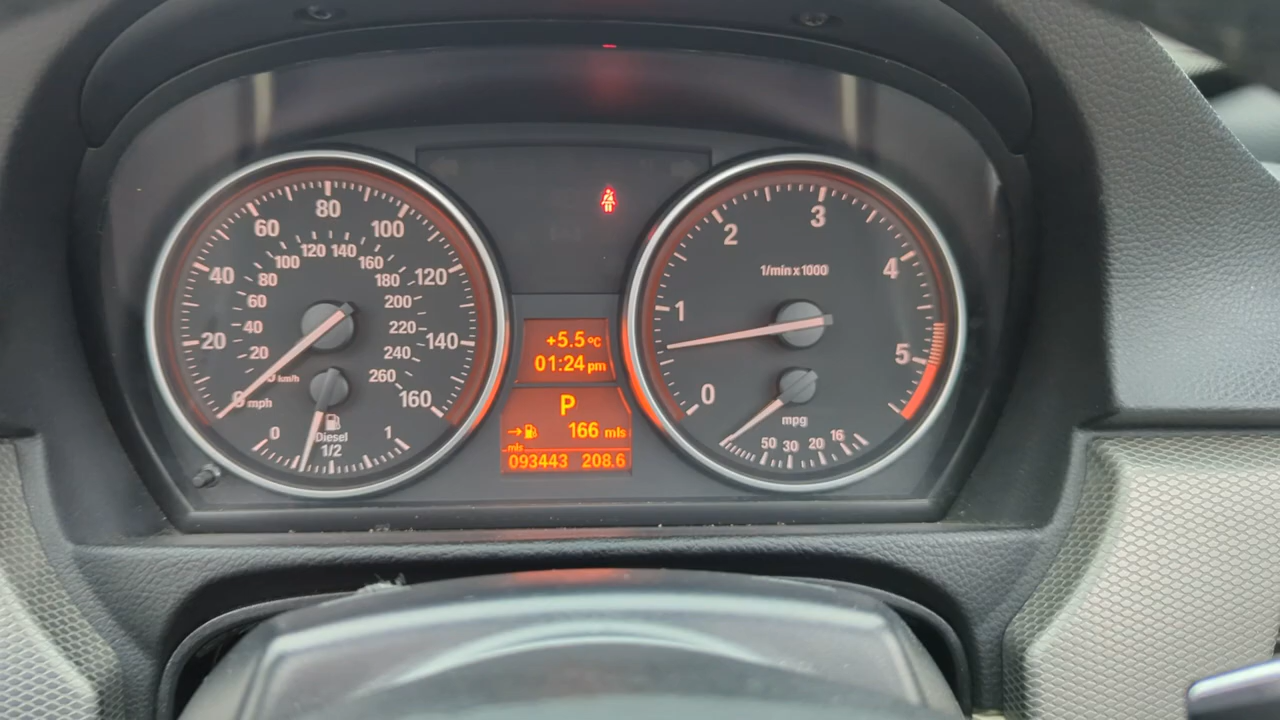 20 40 60 80 100 120 140 160
20 40 60 80 100 120 140 160 180 200 220 240 260
km/h
mph
0 1/2 1
Diesel
+5.5 °C
01:24 pm
P
→ 166 mls
mls
093443 208.6
0 1 2 3 4 5
1/min x 1000
mpg
50 30 20 16